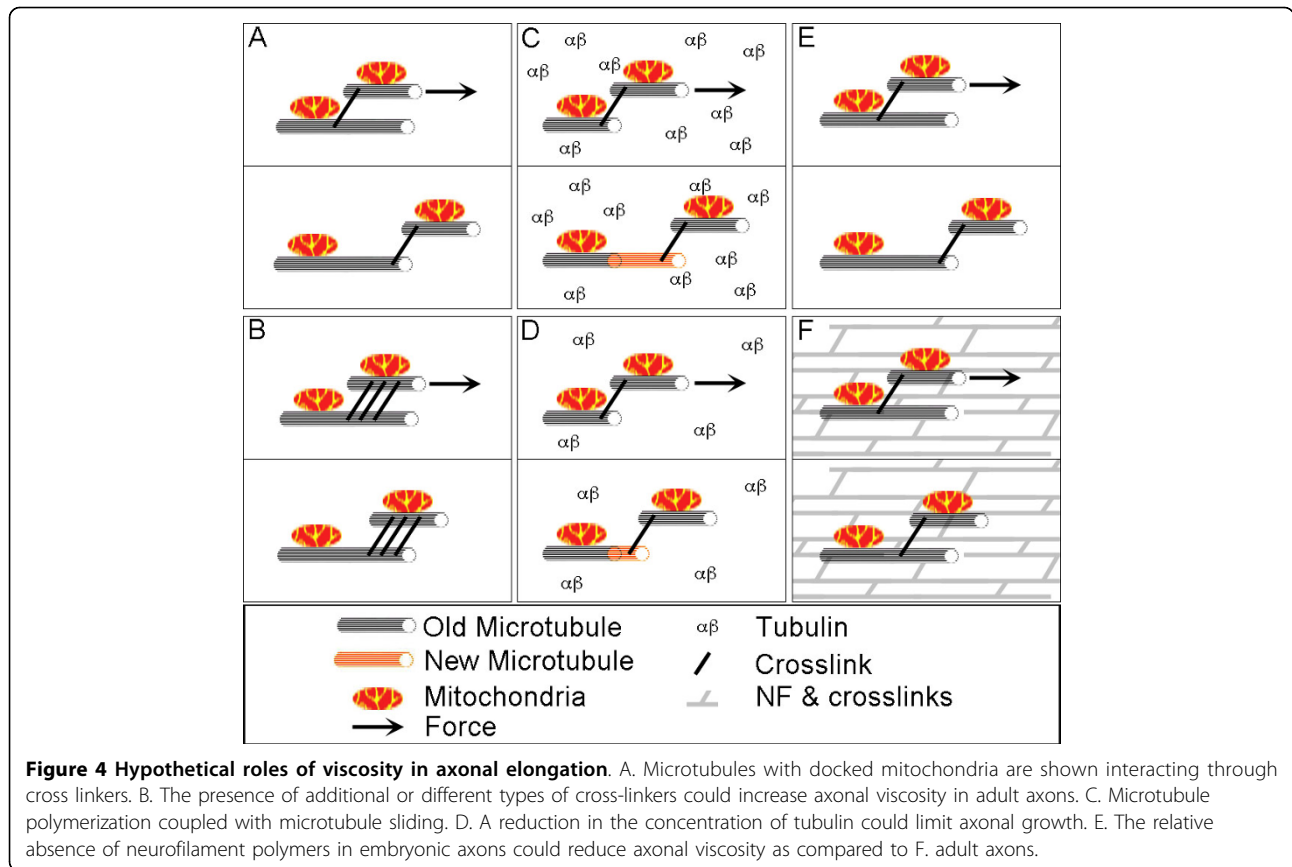 A
C
E
αβ αβ αβ
αβ αβ
αβ
αβ αβ
αβ
αβ αβ
αβ
αβ αβ
αβ αβ
αβ
αβ
αβ
αβ αβ
B
D
F
αβ αβ
αβ αβ
αβ αβ
αβ αβ
Old Microtubule αβ Tubulin
New Microtubule Crosslink
Mitochondria NF & crosslinks
Force
Figure 4 Hypothetical roles of viscosity in axonal elongation. A. Microtubules with docked mitochondria are shown interacting through
cross linkers. B. The presence of additional or different types of cross-linkers could increase axonal viscosity in adult axons. C. Microtubule
polymerization coupled with microtubule sliding. D. A reduction in the concentration of tubulin could limit axonal growth. E. The relative
absence of neurofilament polymers in embryonic axons could reduce axonal viscosity as compared to F. adult axons.